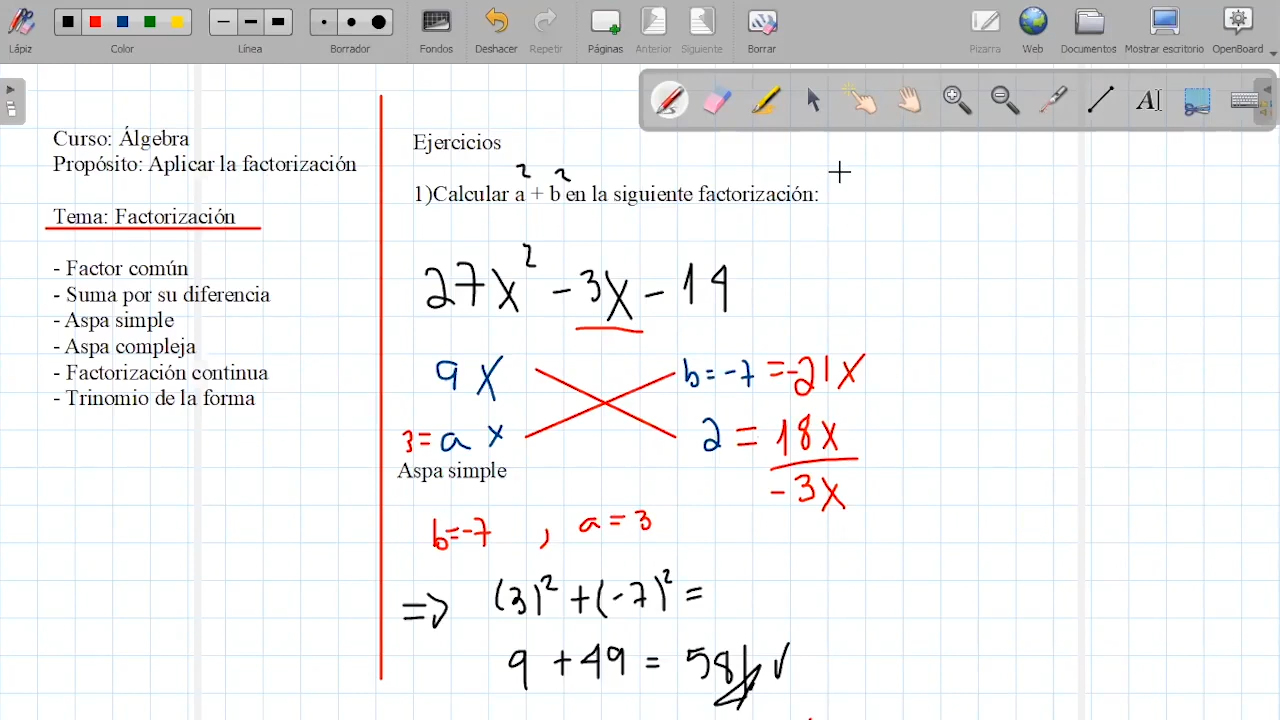 Lápiz
Color
Línea
Borrador
Fondos
Deshacer
Repetir
Páginas
Anterior
Siguiente
Borrar
Pizarra
Web
Documentos
Mostrar escritorio
OpenBoard
Curso: Álgebra
Propósito: Aplicar la factorización
Tema: Factorización
- Factor común
- Suma por su diferencia
- Aspa simple
- Aspa compleja
- Factorización continua
- Trinomio de la forma
Ejercicios
1)Calcular a² + b² en la siguiente factorización:
27x² - 3x - 14
9x b = -7 = -21x
3 = a x 2 = 18x
Aspa simple
-3x
b = -7 , a = 3
=> (3)² + (-7)² =
9 + 49 = 58 ✓